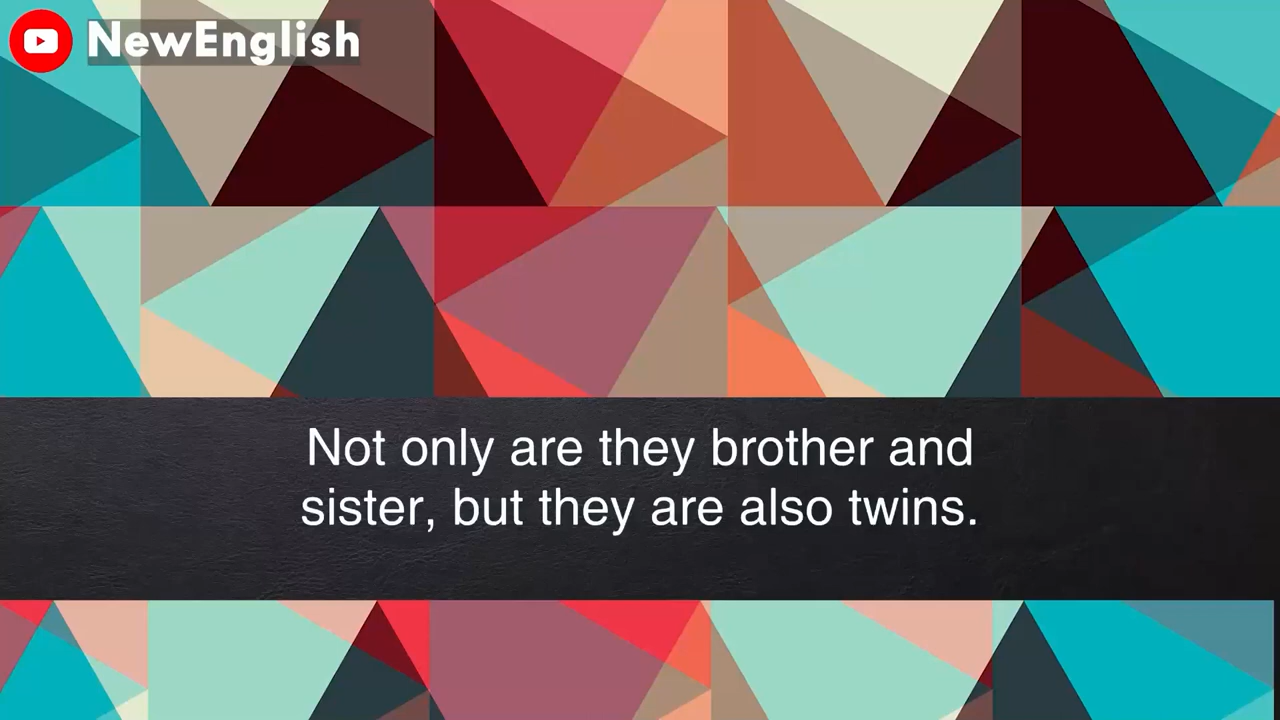 NewEnglish
Not only are they brother and
sister, but they are also twins.